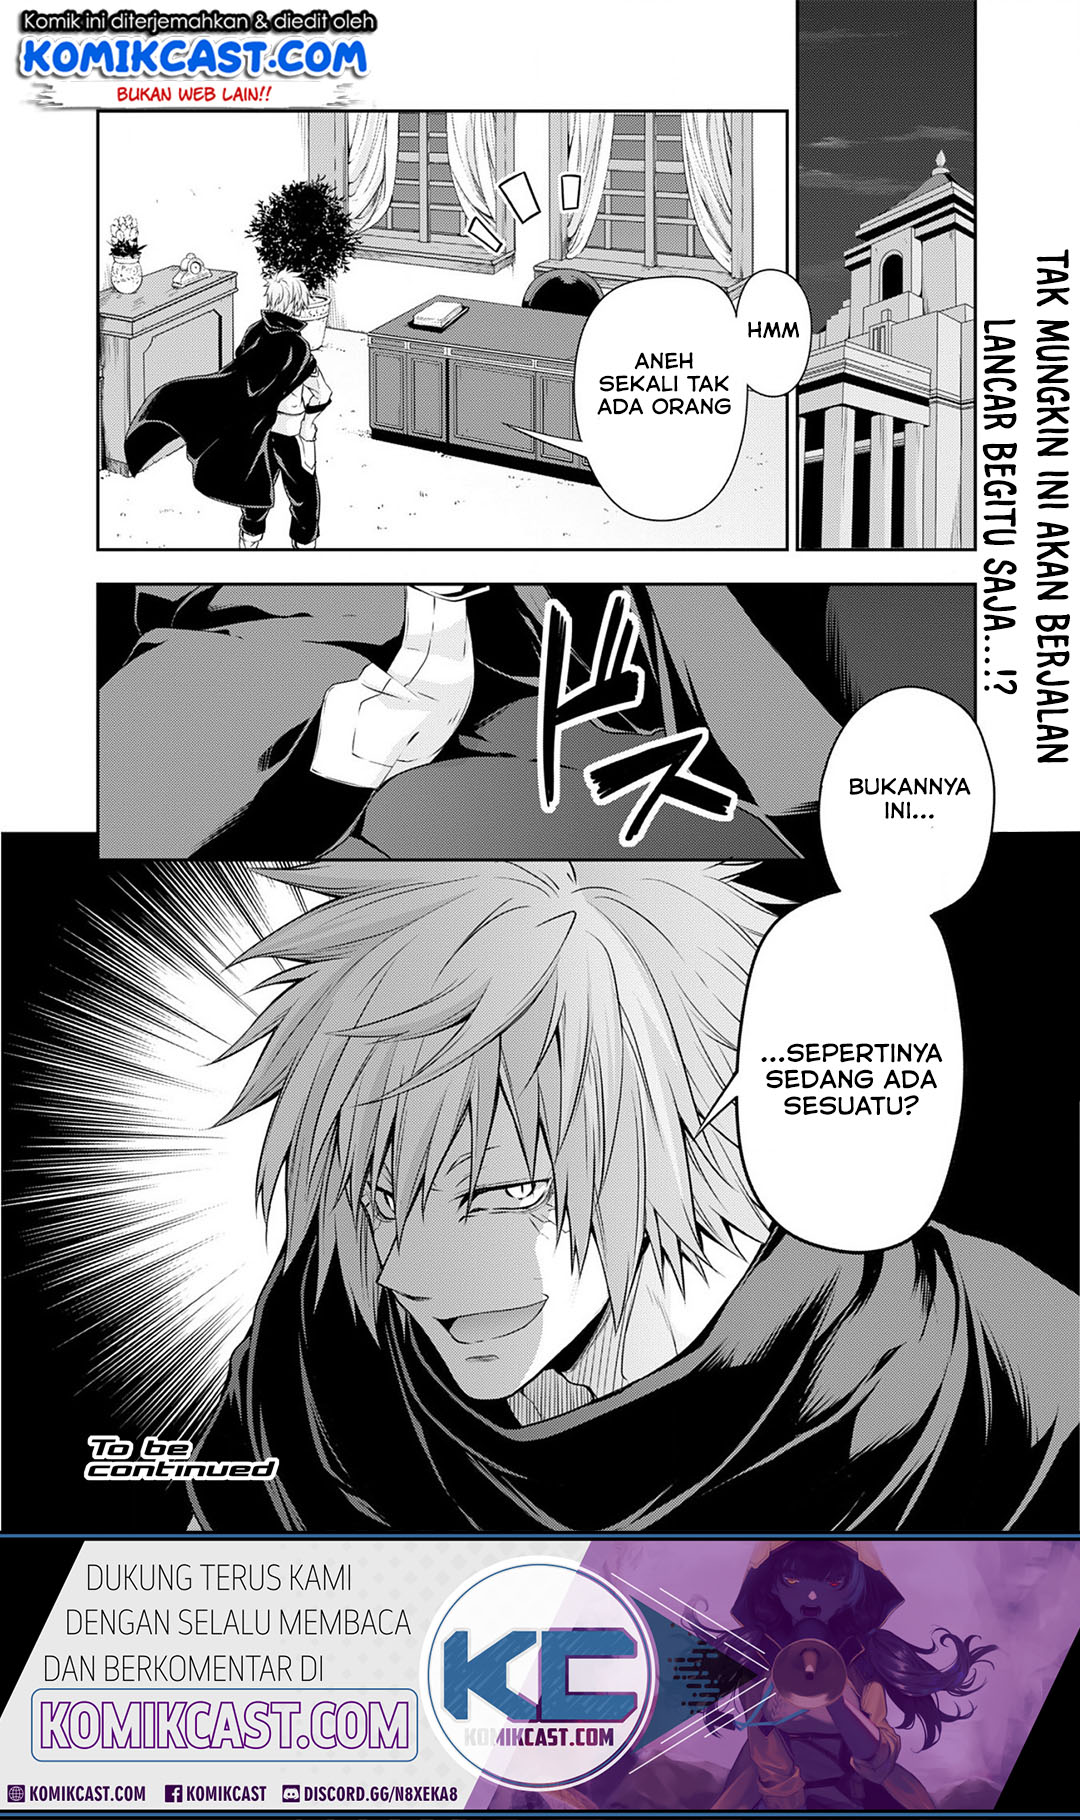 Komik ini diterjemahkan & diedit oleh
KOMIKCAST.COM
BUKAN WEB LAIN!!
TAK MUNGKIN INI AKAN BERJALAN
LANCAR BEGITU SAJA...!?
HMM
ANEH
SEKALI TAK
ADA ORANG
ドス
BUKANNYA
INI...
...SEPERTINYA
SEDANG ADA
SESUATU?
To be
continued
DUKUNG TERUS KAMI
DENGAN SELALU MEMBACA
DAN BERKOMENTAR DI
KOMIKCAST.COM
KC
KOMIKCAST.COM
KOMIKCAST.COM
KOMIKCAST
DISCORD.GG/N8XEKA8